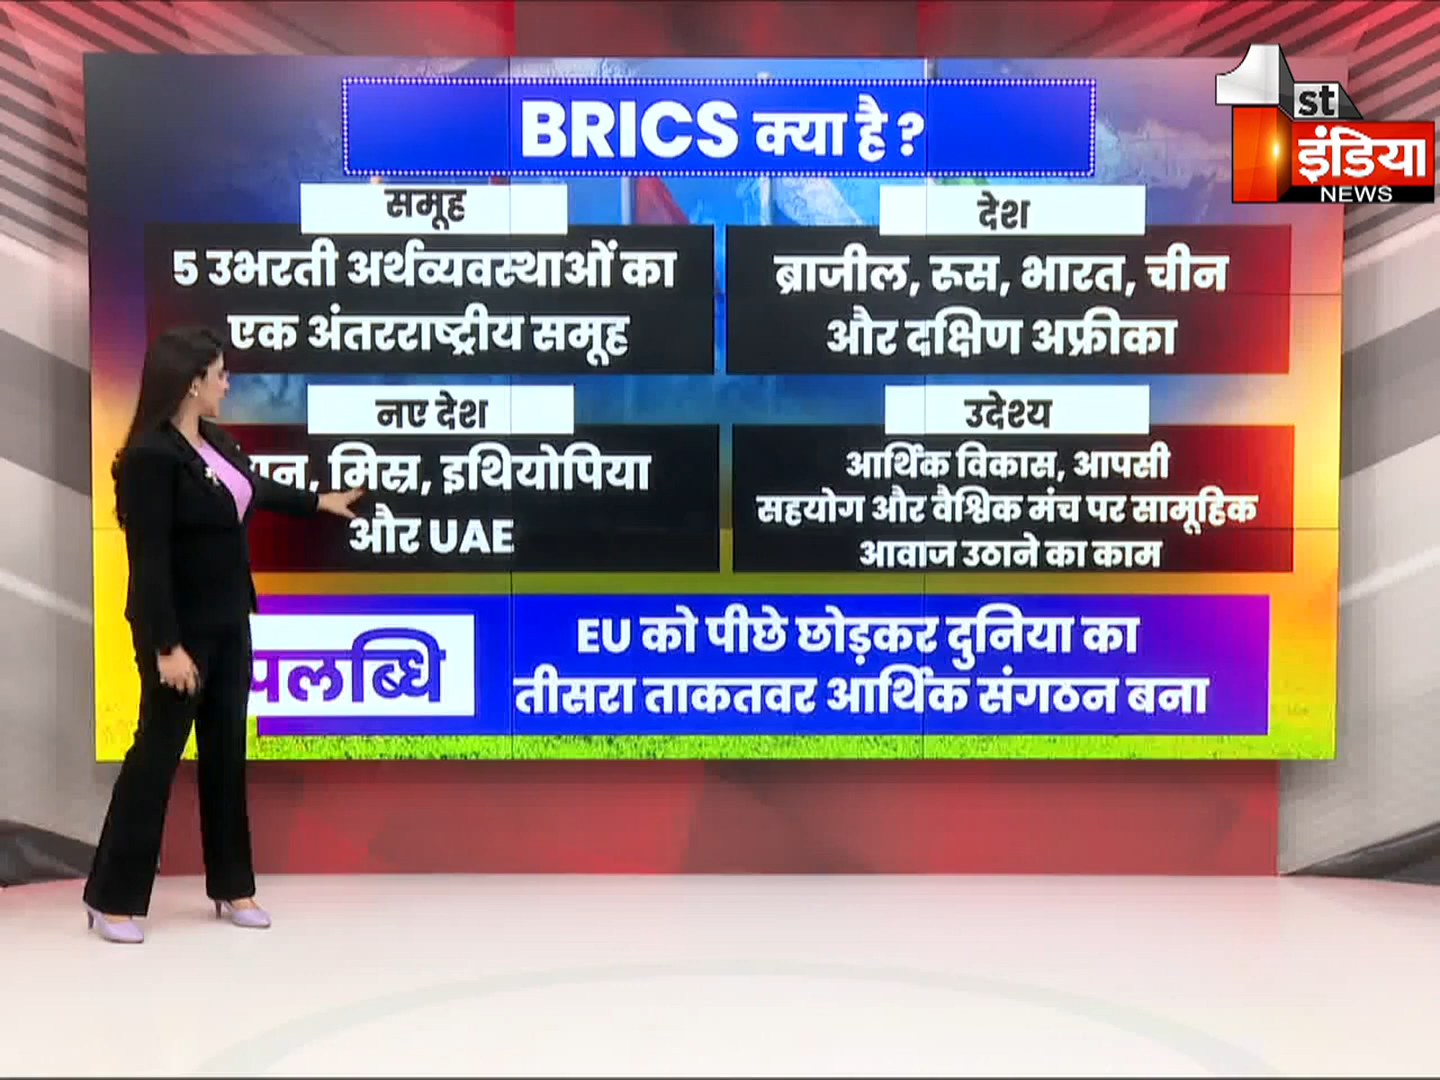 BRICS क्या है ?
1st
इंडिया
NEWS
समूह
5 उभरती अर्थव्यवस्थाओं का
एक अंतरराष्ट्रीय समूह
देश
ब्राजील, रूस, भारत, चीन
और दक्षिण अफ्रीका
नए देश
मिस्र, इथियोपिया
और UAE
उदेश्य
आर्थिक विकास, आपसी
सहयोग और वैश्विक मंच पर सामूहिक
आवाज उठाने का काम
EU को पीछे छोड़कर दुनिया का
तीसरा ताकतवर आर्थिक संगठन बना